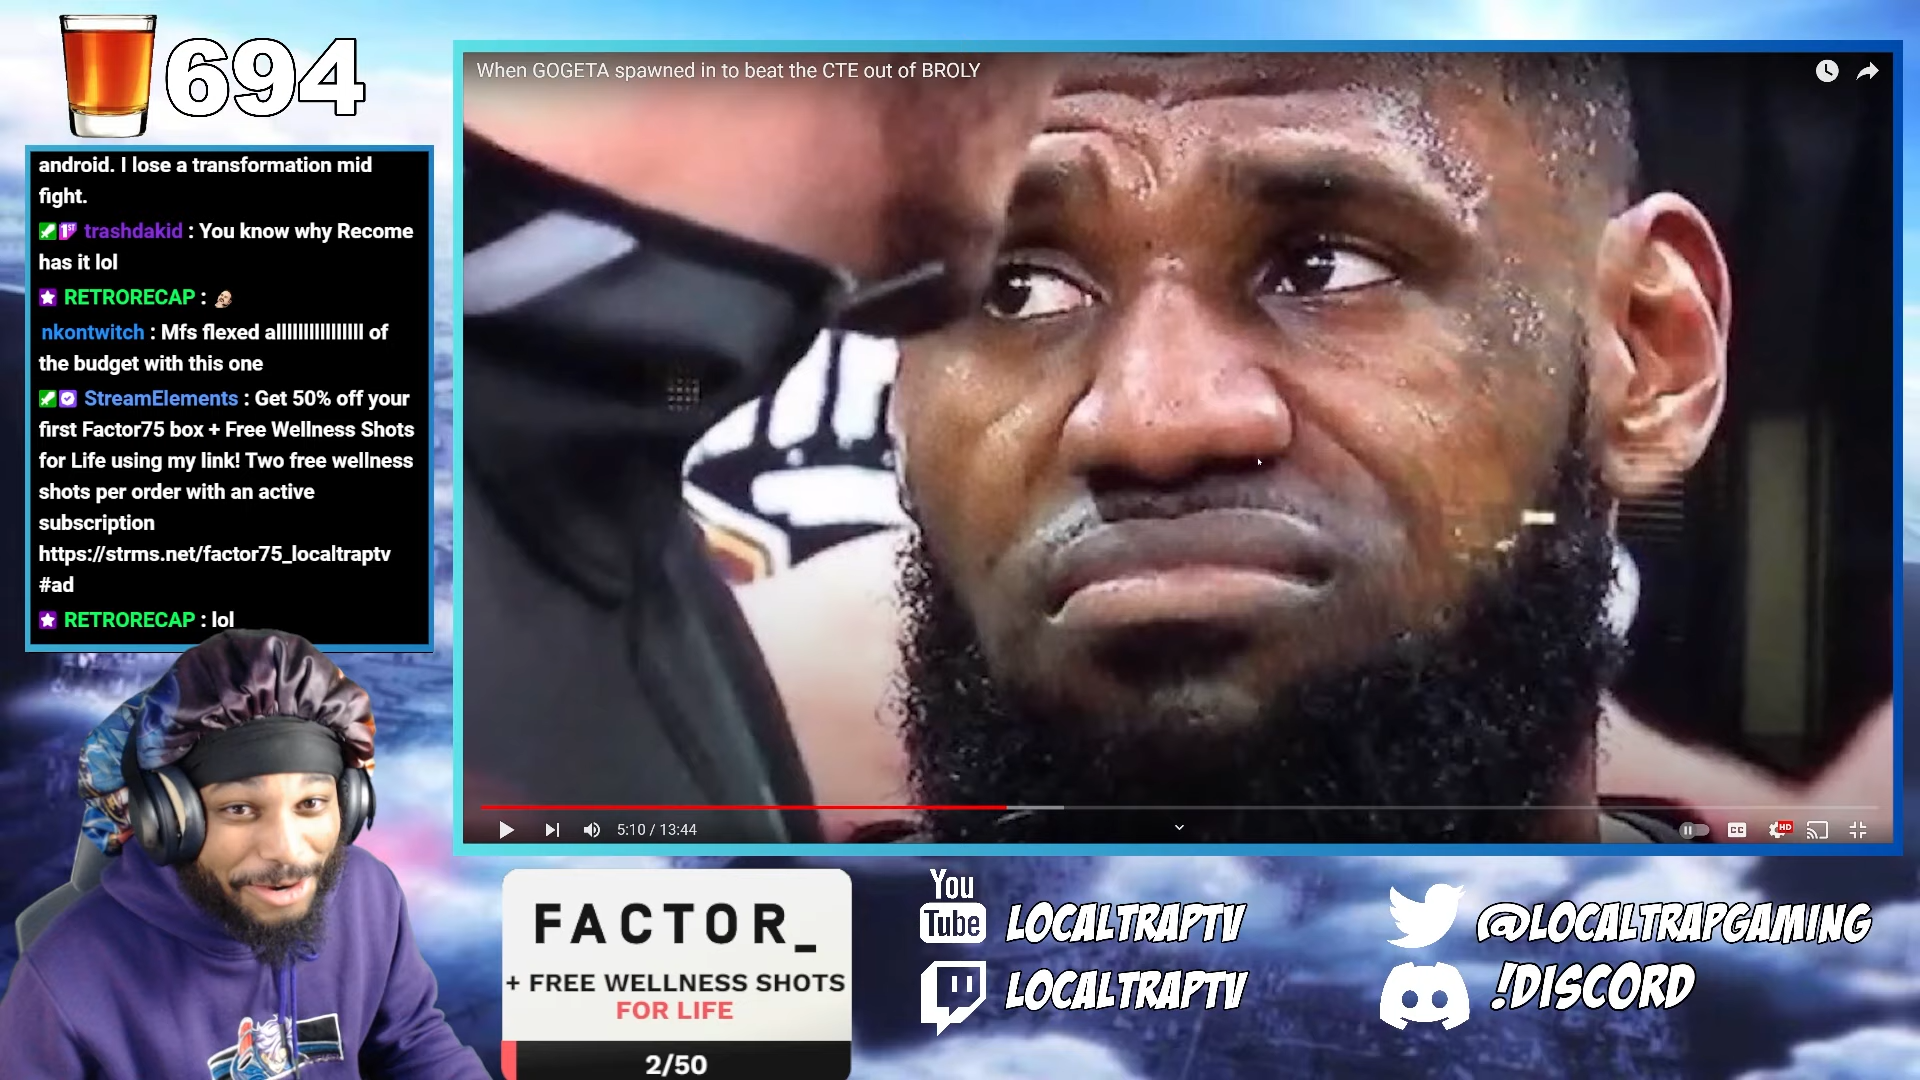 694
android. I lose a transformation mid
fight.
trashdakid : You know why Recome
has it lol
RETRORECAP :
nkontwitch : Mfs flexed allllllllllllllll of
the budget with this one
StreamElements : Get 50% off your
first Factor75 box + Free Wellness Shots
for Life using my link! Two free wellness
shots per order with an active
subscription
https://strms.net/factor75_localtraptv
#ad
RETRORECAP : lol
When GOGETA spawned in to beat the CTE out of BROLY
5:10 / 13:44
CC
HD
FACTOR_
+ FREE WELLNESS SHOTS
FOR LIFE
2/50
You
Tube
LOCALTRAPTV
LOCALTRAPTV
@LOCALTRAPGAMING
!DISCORD